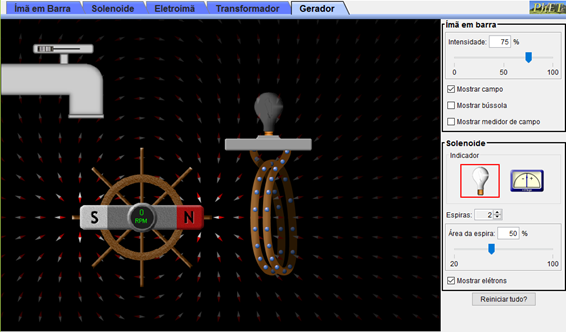 Ímã em Barra Solenoide Eletroimã Transformador Gerador PhET
Ímã em barra
Intensidade: 75 %
0 50 100
Mostrar campo
Mostrar bússola
Mostrar medidor de campo
Solenoide
Indicador
Espiras: 2
Área da espira: 50 %
20 100
Mostrar elétrons
Reiniciar tudo?
S 0 N
RPM